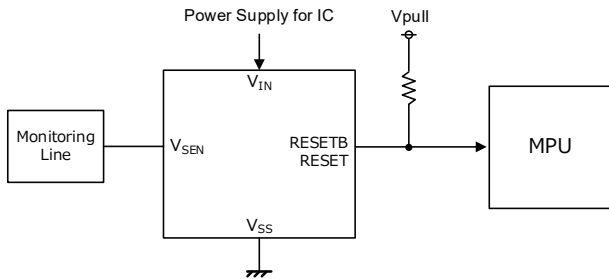 Power Supply for IC
Vpull
VIN
Monitoring
Line
VSEN
RESETB
RESET
MPU
VSS